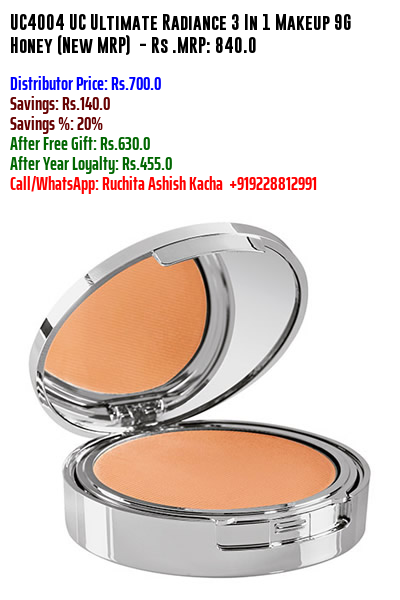 UC4004 UC Ultimate Radiance 3 In 1 Makeup 9G
Honey (New MRP) - Rs .MRP: 840.0
Distributor Price: Rs.700.0
Savings: Rs.140.0
Savings %: 20%
After Free Gift: Rs.630.0
After Year Loyalty: Rs.455.0
Call/WhatsApp: Ruchita Ashish Kacha +919228812991